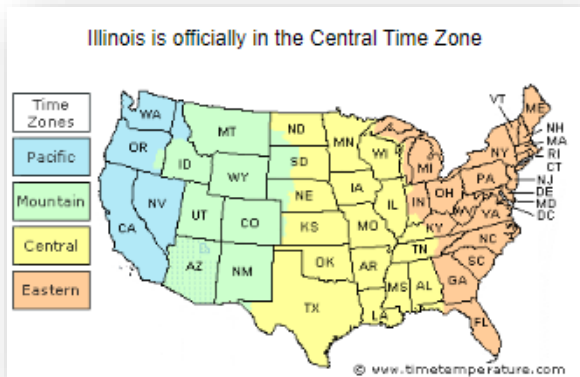 Illinois is officially in the Central Time Zone
Time
Zones
Pacific
Mountain
Central
Eastern
WA
OR
CA
NV
ID
MT
WY
UT
CO
AZ
NM
ND
SD
NE
KS
OK
TX
MN
IA
MO
AR
LA
WI
IL
MS
AL
TN
MI
IN
OH
KY
WV
VA
NC
SC
GA
FL
PA
NY
VT
ME
NH
MA
RI
CT
NJ
DE
MD
DC
© www.timetemperature.com